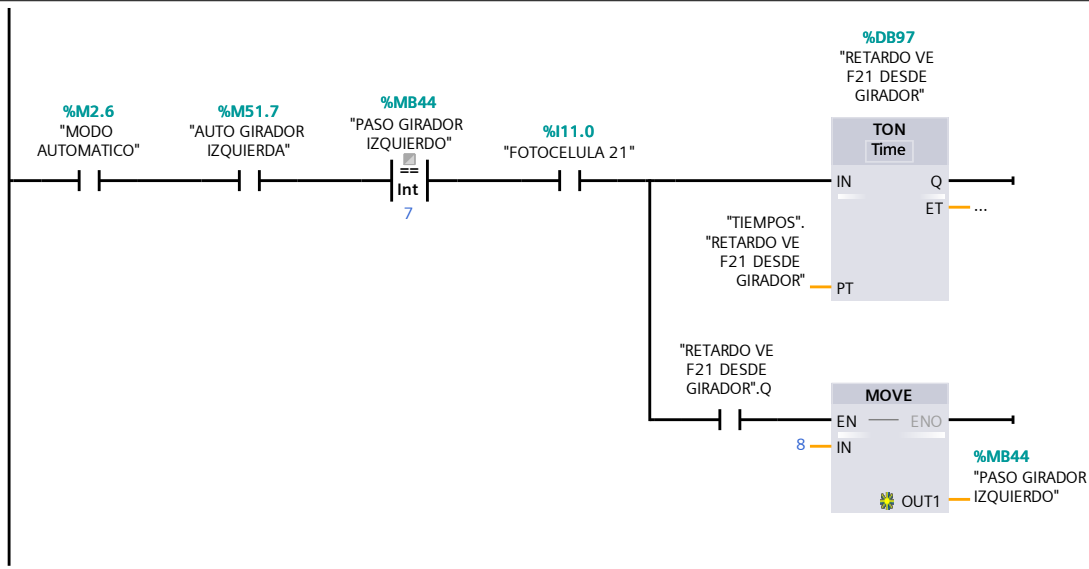 %DB97
"RETARDO VE
F21 DESDE
GIRADOR"
%M2.6
"MODO
AUTOMATICO"
%M51.7
"AUTO GIRADOR
IZQUIERDA"
%MB44
"PASO GIRADOR
IZQUIERDO"
==
Int
7
%I11.0
"FOTOCELULA 21"
TON
Time
IN
Q
ET
...
"TIEMPOS".
"RETARDO VE
F21 DESDE
GIRADOR"
PT
"RETARDO VE
F21 DESDE
GIRADOR".Q
MOVE
EN
ENO
8
IN
OUT1
%MB44
"PASO GIRADOR
IZQUIERDO"